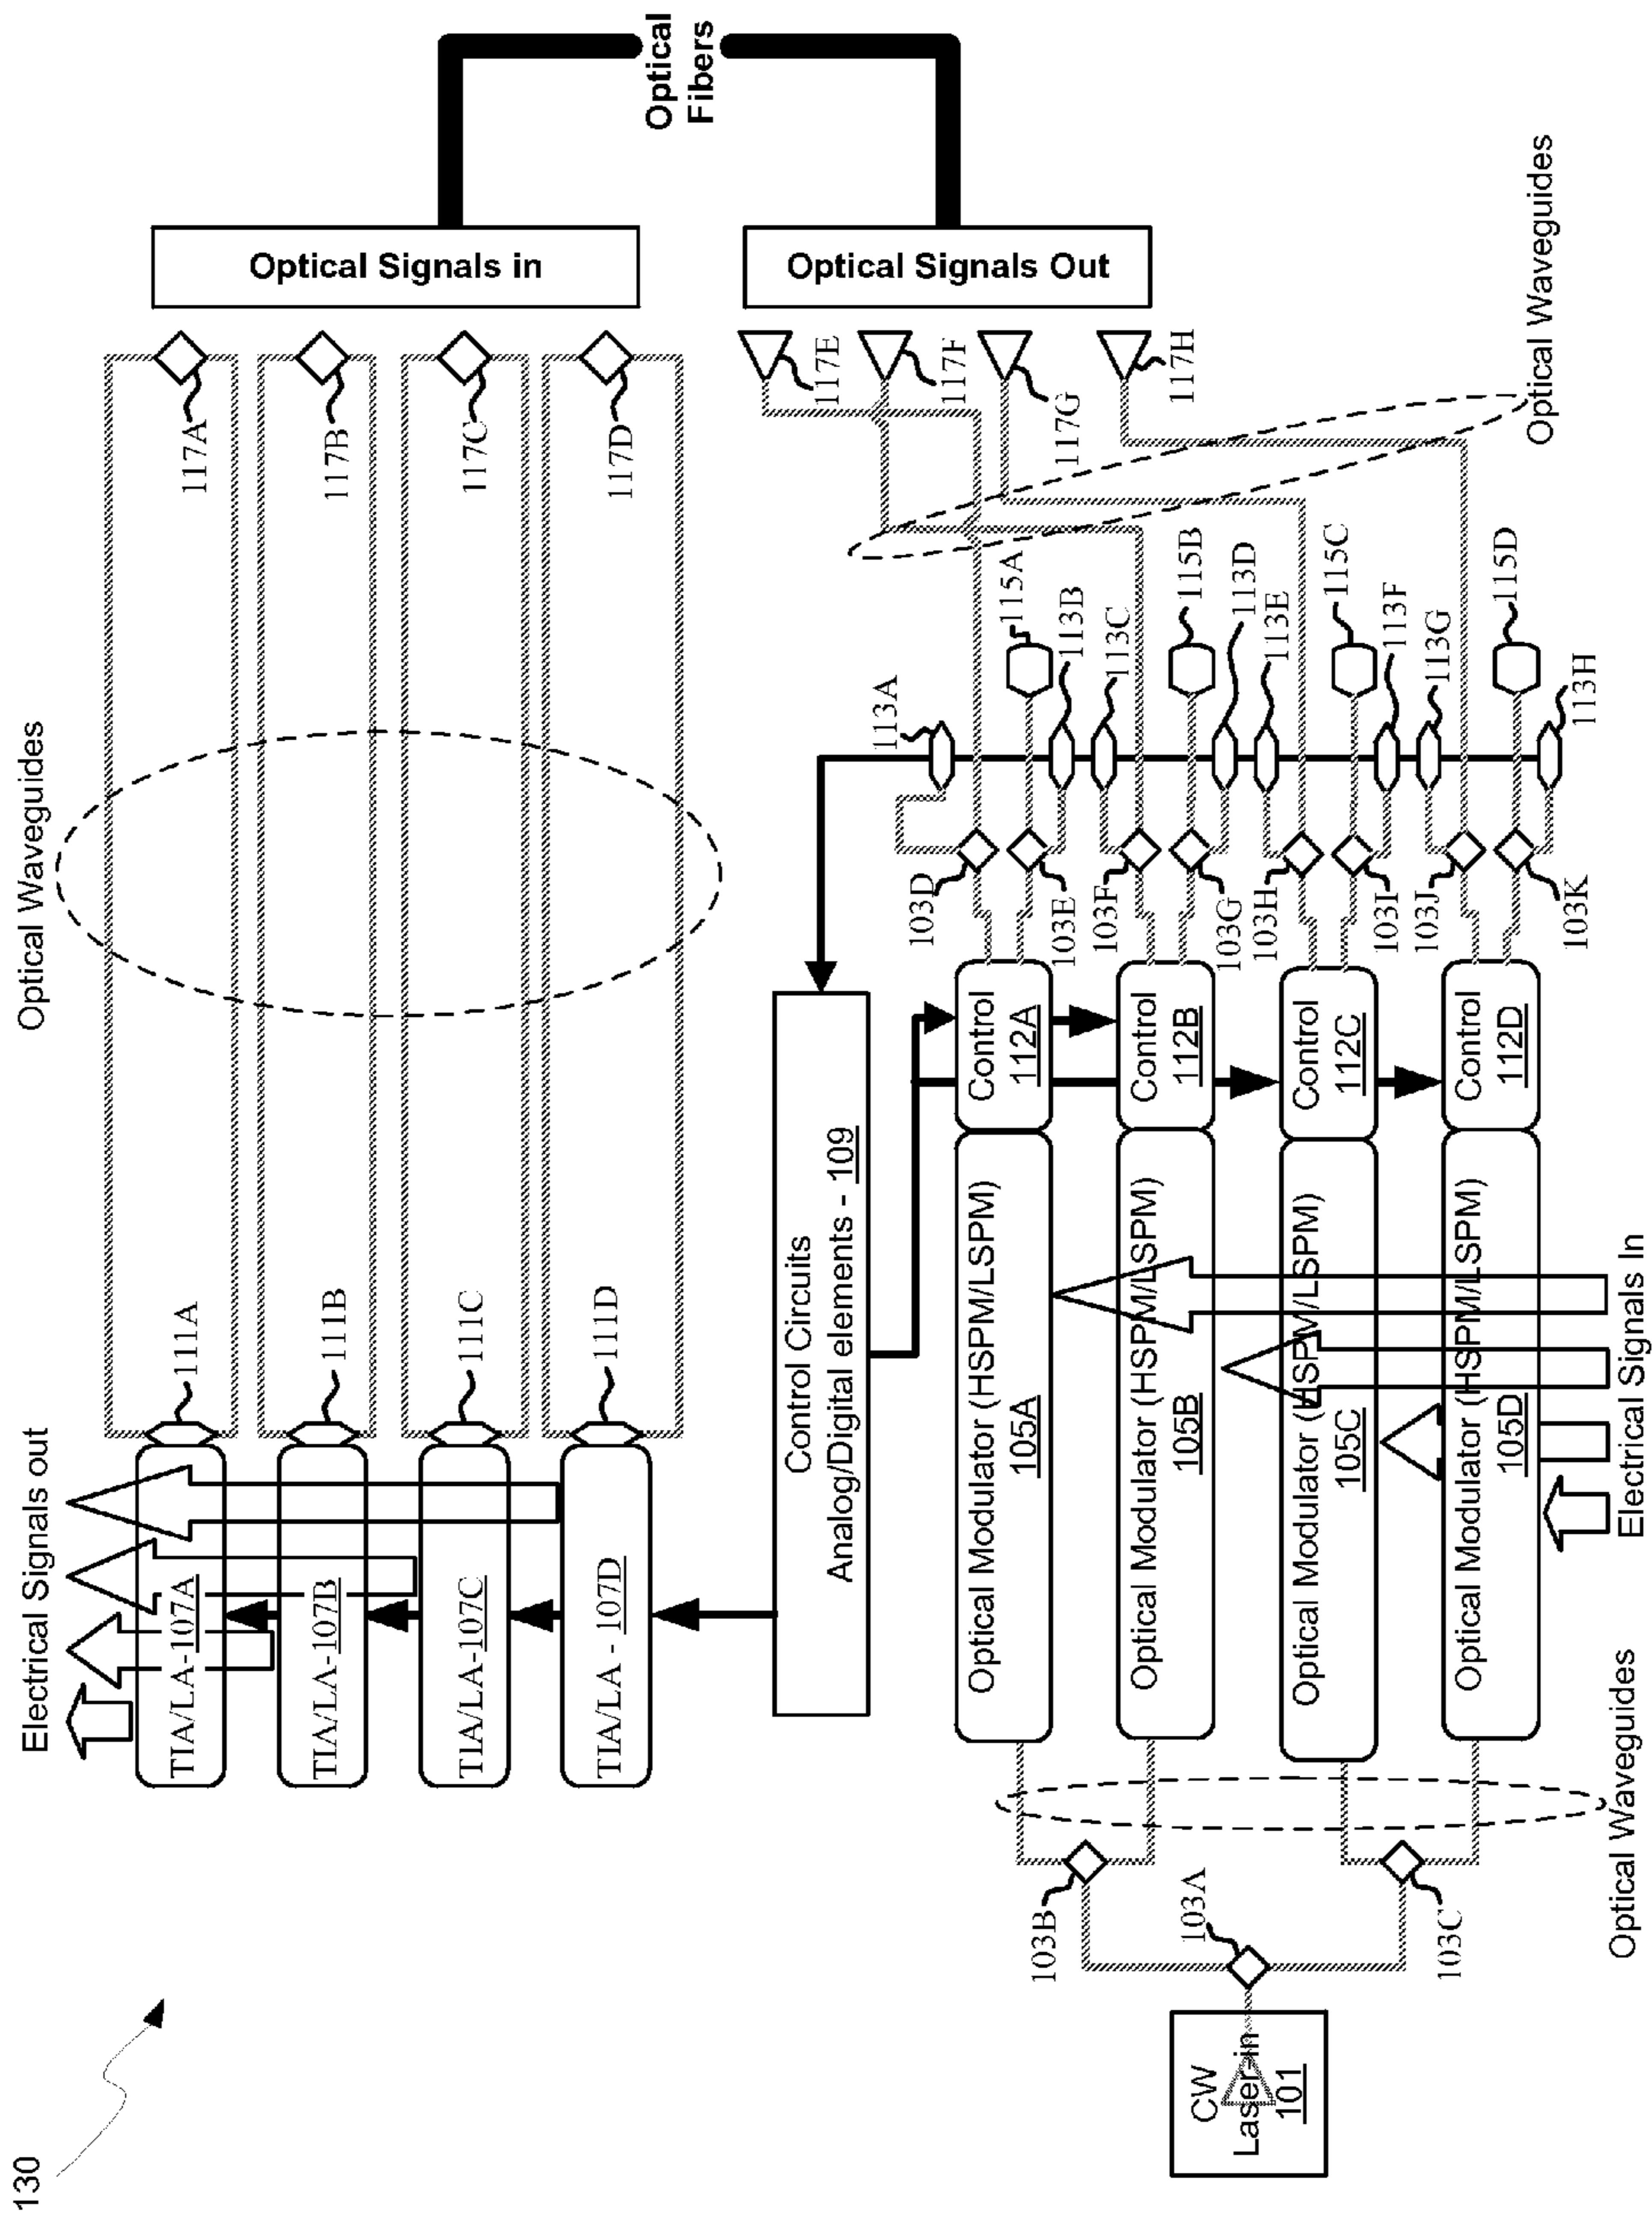 130
Electrical Signals out
Optical Waveguides
TIA/LA-107A
TIA/LA-107B
TIA/LA-107C
TIA/LA - 107D
111A
111B
111C
111D
117A
117B
117C
117D
Optical Signals in
Optical
Fibers
Optical Signals Out
117E
117F
117G
117H
Optical Waveguides
Control Circuits
Analog/Digital elements - 109
113A
115A
113B
113C
115B
113D
113E
115C
113F
113G
115D
113H
103D
103E
103F
103G
103H
103I
103J
103K
Control
112A
Control
112B
Control
112C
Control
112D
Optical Modulator (HSPM/LSPM)
105A
Optical Modulator (HSPM/LSPM)
105B
Optical Modulator (HSPM/LSPM)
105C
Optical Modulator (HSPM/LSPM)
105D
Electrical Signals In
Optical Waveguides
103B
103A
103C
CW
Laser-in
101